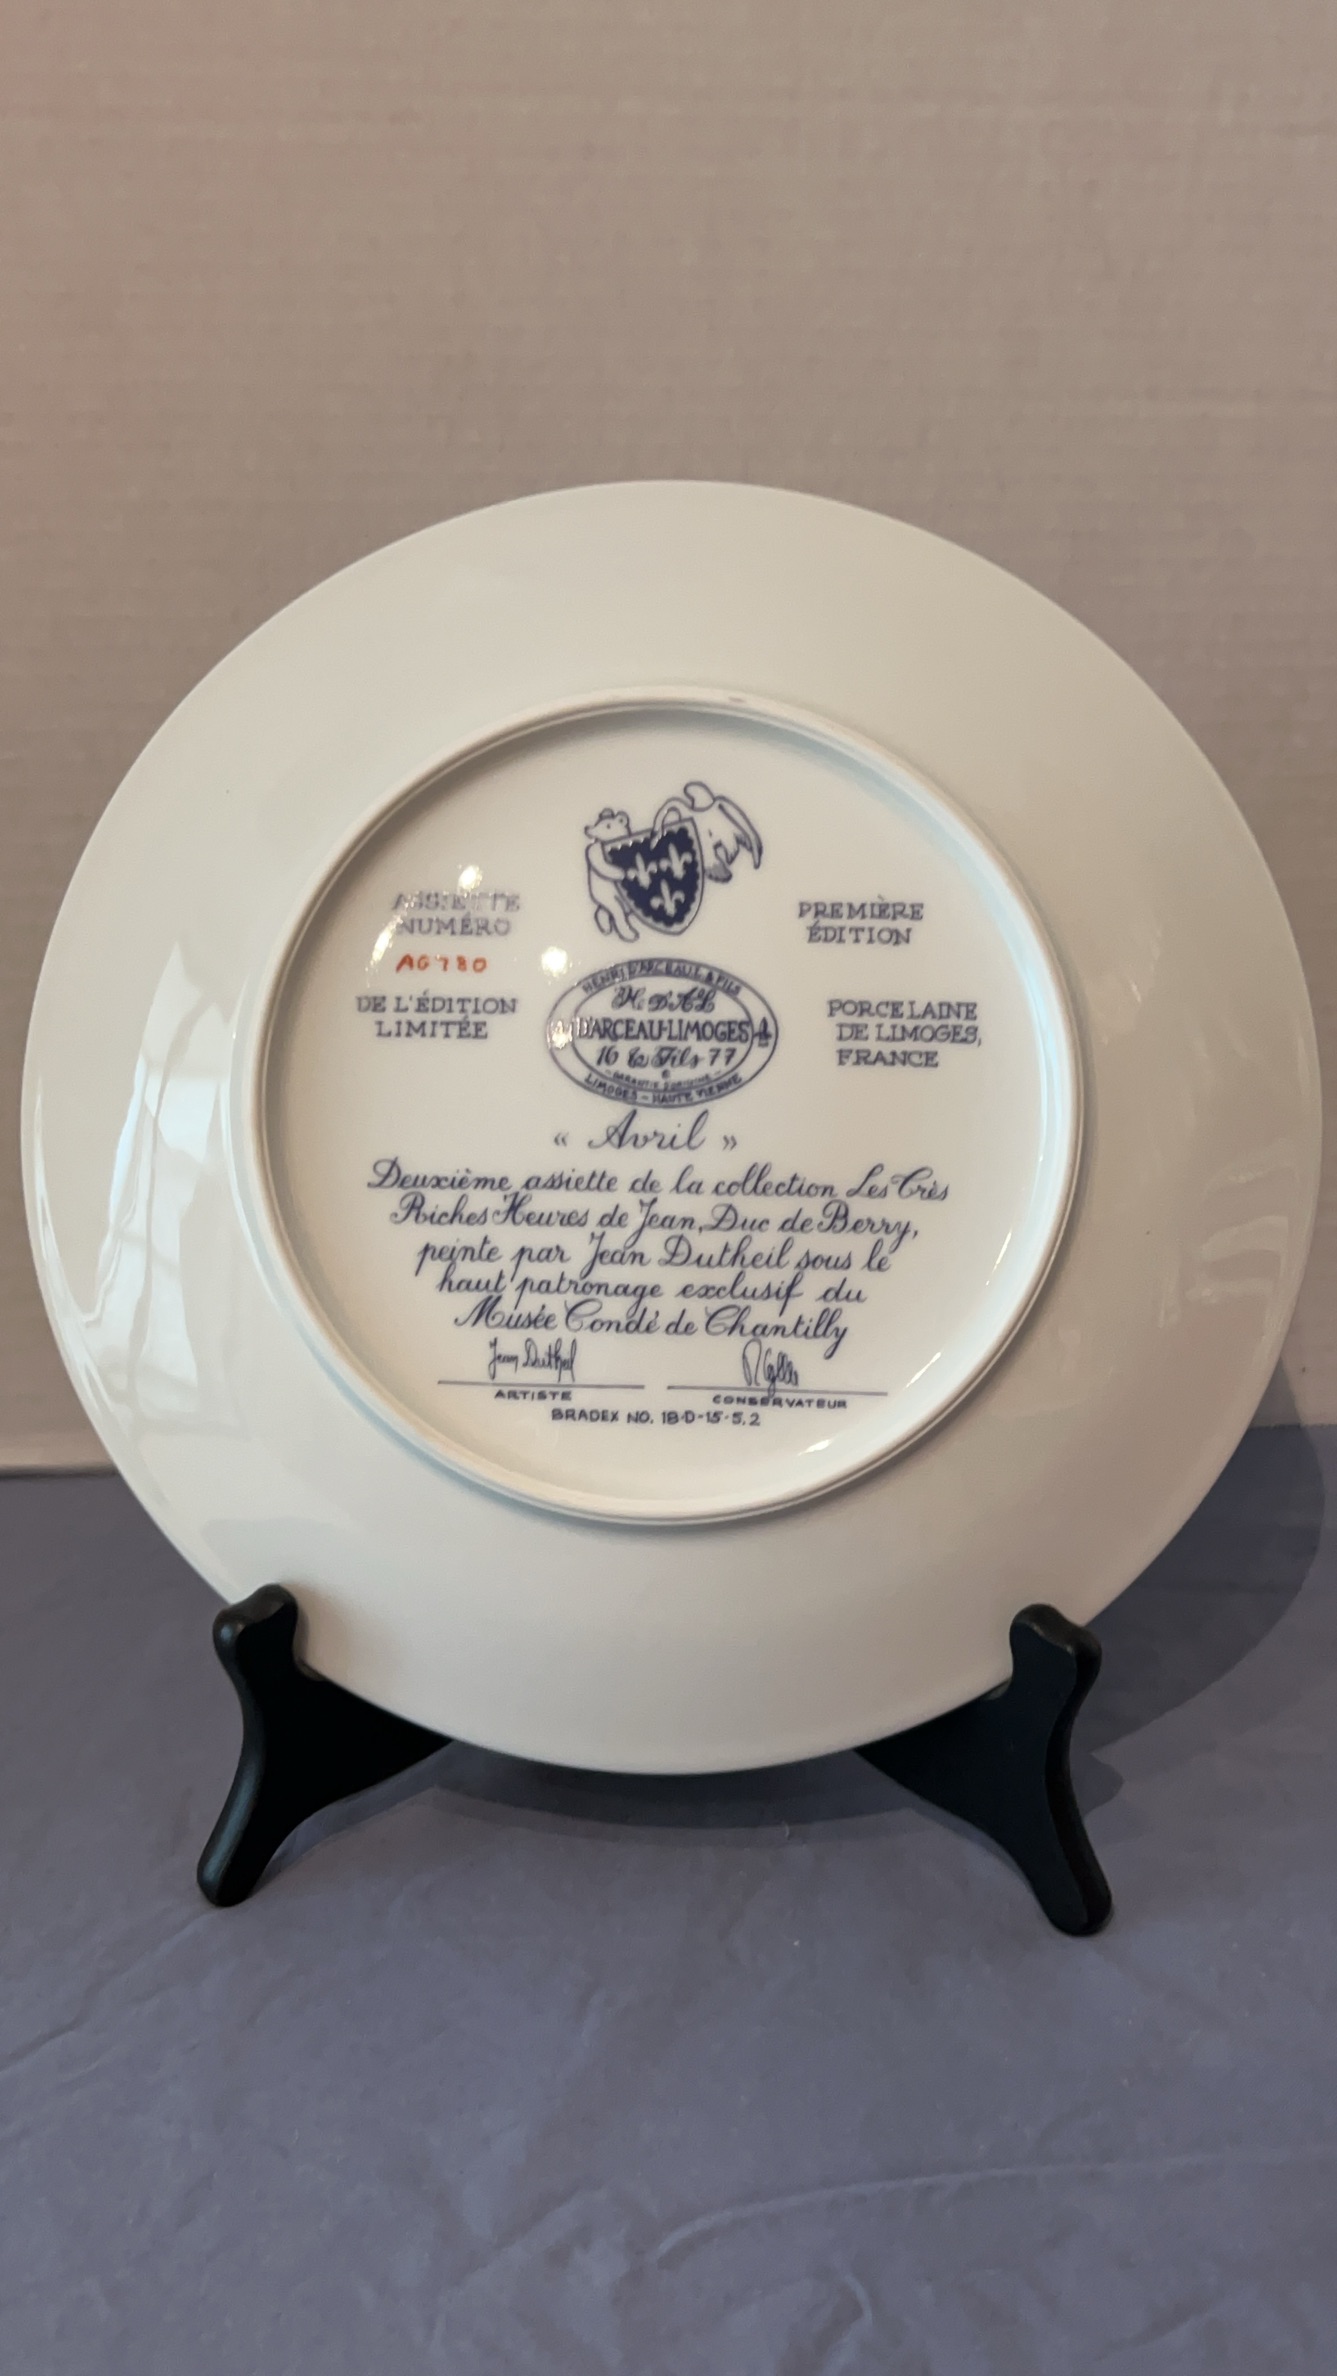 ASSIETTE
NUMÉRO
AG780
DE L'ÉDITION
LIMITÉE
PREMIÈRE
ÉDITION
PORCELAINE
DE LIMOGES,
FRANCE
HENRI D'ARCEAU L & FILS
H. D'A&L
D'ARCEAU-LIMOGES
16 & Fils 77
©
LIMOGES - HAUTE VIENNE
« Avril »
Deuxième assiette de la collection Les Très
Riches Heures de Jean, Duc de Berry,
peinte par Jean Dutheil sous le
haut patronage exclusif du
Musée Condé de Chantilly
Jean Dutheil
ARTISTE
CONSERVATEUR
BRADEX NO. 18-D-15-5.2